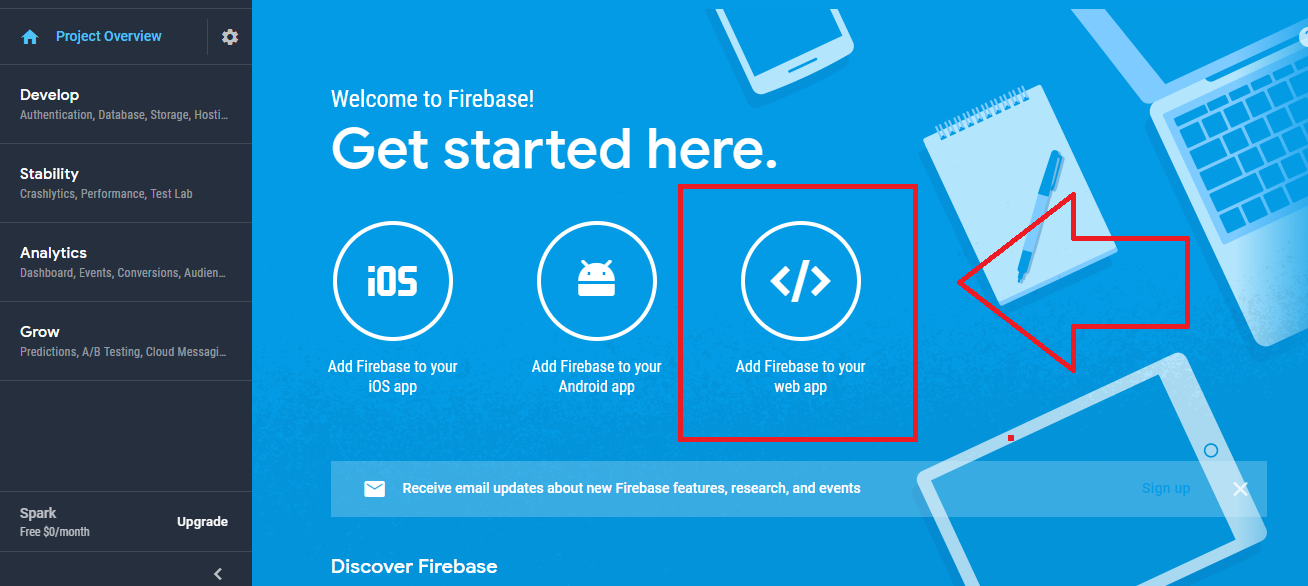 Project Overview
Develop
Authentication, Database, Storage, Hosti...
Stability
Crashlytics, Performance, Test Lab
Analytics
Dashboard, Events, Conversions, Audien...
Grow
Predictions, A/B Testing, Cloud Messagi...
Spark
Free $0/month
Upgrade
Welcome to Firebase!
Get started here.
iOS
</>
Add Firebase to your
iOS app
Add Firebase to your
Android app
Add Firebase to your
web app
Receive email updates about new Firebase features, research, and events
Sign up
Discover Firebase